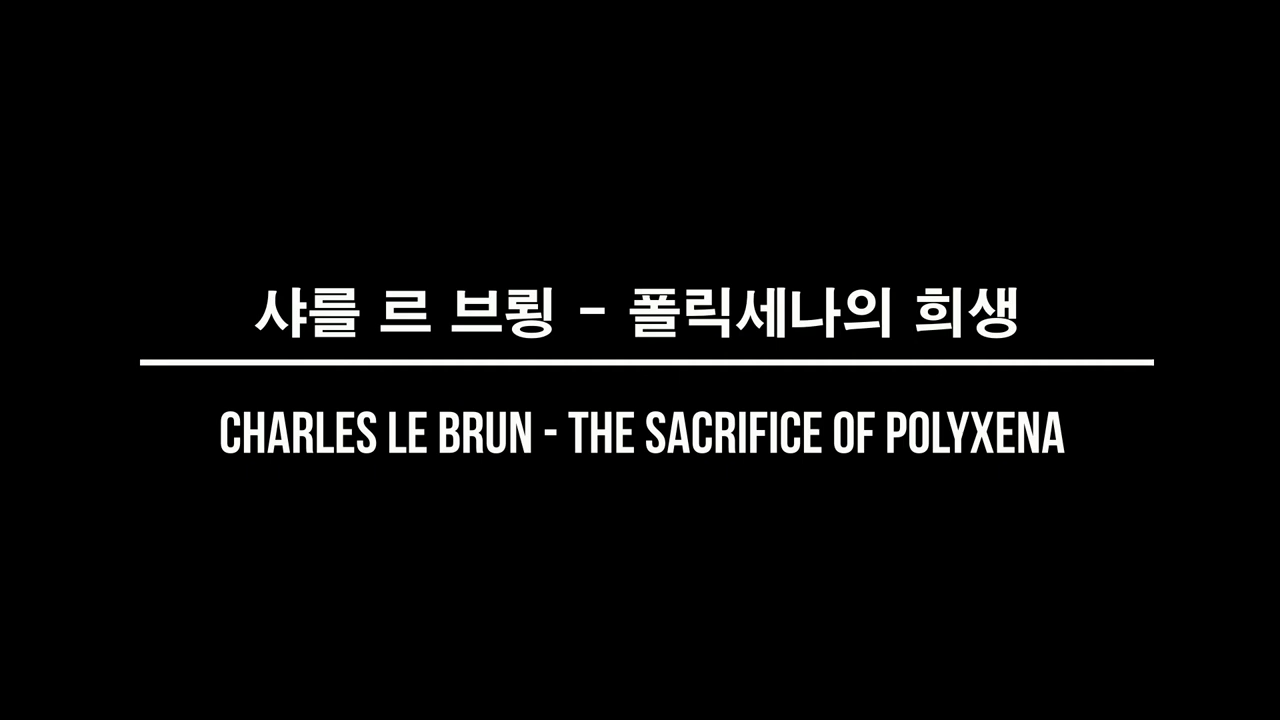 샤를 르 브룅 - 폴릭세나의 희생
CHARLES LE BRUN - THE SACRIFICE OF POLYXENA